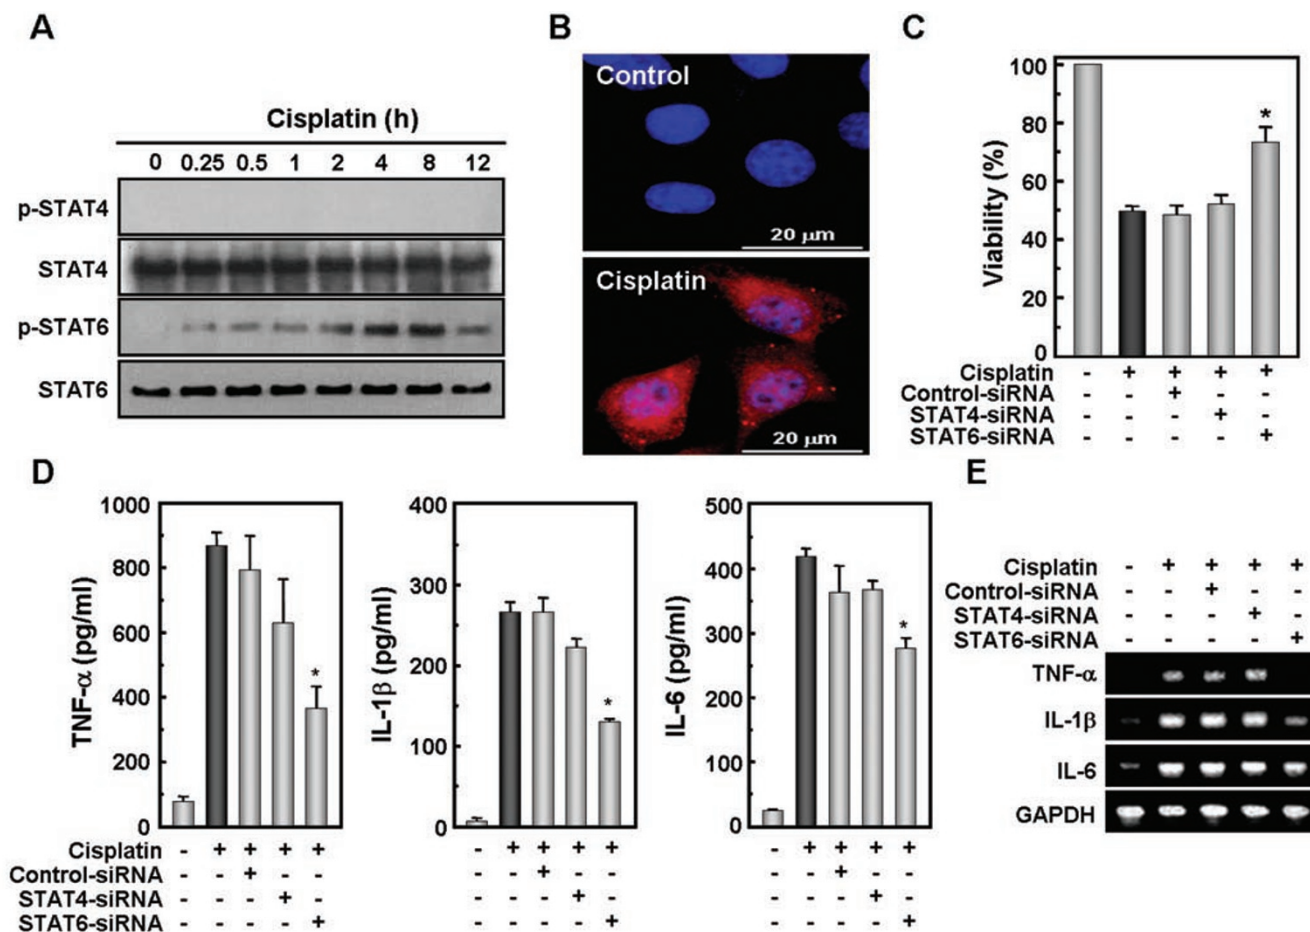 A
Cisplatin (h)
0 0.25 0.5 1 2 4 8 12
p-STAT4
STAT4
p-STAT6
STAT6
B
Control
20 µm
Cisplatin
20 µm
C
Viability (%)
100
80
60
40
20
0
*
Cisplatin - + + + +
Control-siRNA - - + - -
STAT4-siRNA - - - + -
STAT6-siRNA - - - - +
D
TNF-α (pg/ml)
1000
800
600
400
200
0
*
IL-1β (pg/ml)
400
300
200
100
0
*
IL-6 (pg/ml)
500
400
300
200
100
0
*
Cisplatin - + + + + - + + + + - + + + +
Control-siRNA - - + - - - - + - - - - + - -
STAT4-siRNA - - - + - - - - + - - - - + -
STAT6-siRNA - - - - + - - - - + - - - - +
E
Cisplatin - + + + +
Control-siRNA - - + - -
STAT4-siRNA - - - + -
STAT6-siRNA - - - - +
TNF-α
IL-1β
IL-6
GAPDH